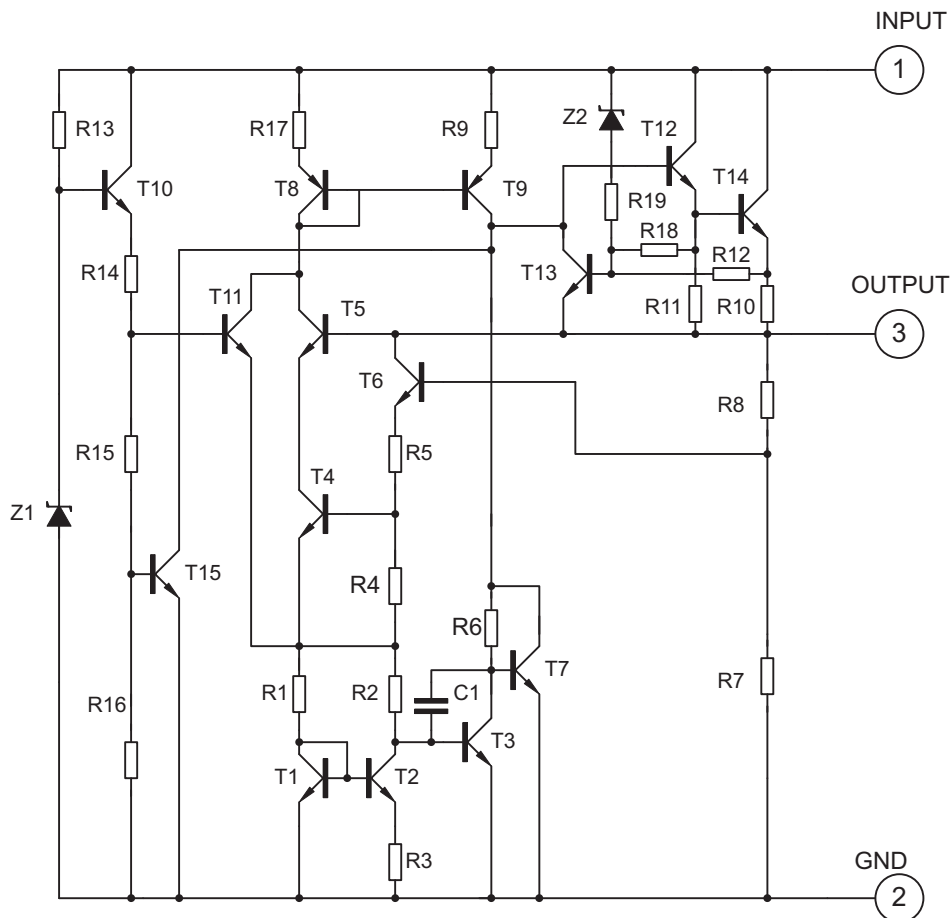 INPUT
1
R13
R17
R9
Z2
T12
T10
T8
T9
T14
R19
R18
R12
R14
T11
T5
T13
R11
R10
OUTPUT
3
T6
R8
R15
R5
Z1
T4
T15
R4
R6
R16
R1
R2
C1
T7
R7
T3
T1
T2
R3
GND
2